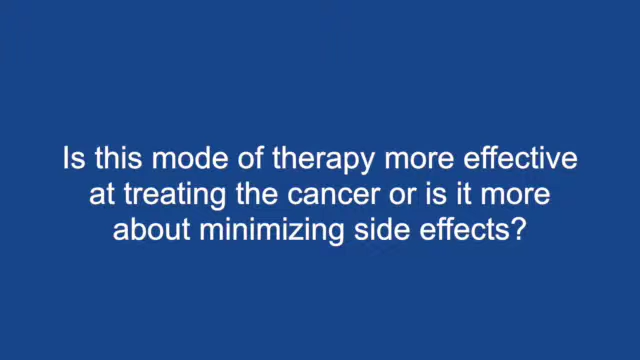 Is this mode of therapy more effective
at treating the cancer or is it more
about minimizing side effects?